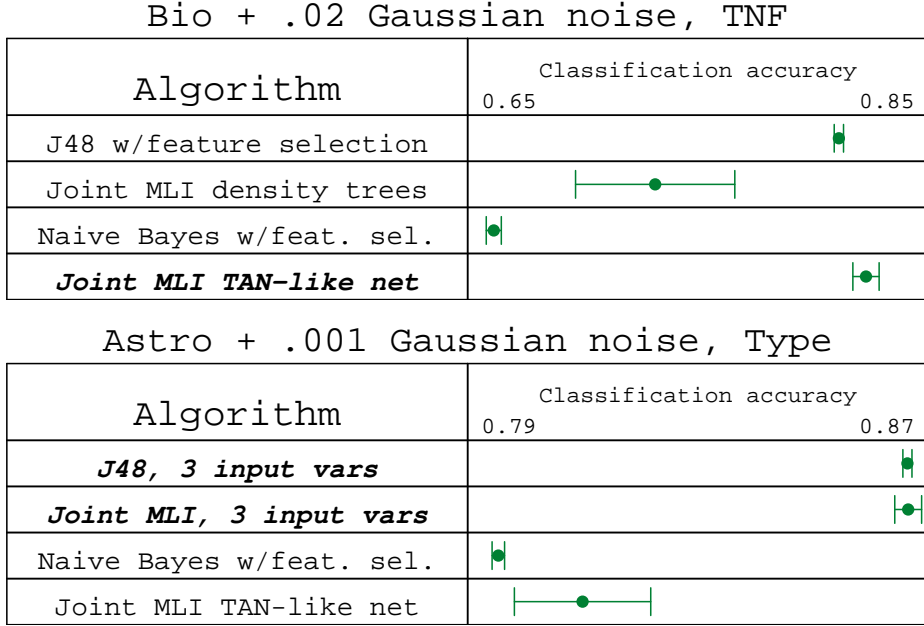 Bio + .02 Gaussian noise, TNF
Algorithm
Classification accuracy
0.65 0.85
J48 w/feature selection
Joint MLI density trees
Naive Bayes w/feat. sel.
Joint MLI TAN-like net
Astro + .001 Gaussian noise, Type
Algorithm
Classification accuracy
0.79 0.87
J48, 3 input vars
Joint MLI, 3 input vars
Naive Bayes w/feat. sel.
Joint MLI TAN-like net